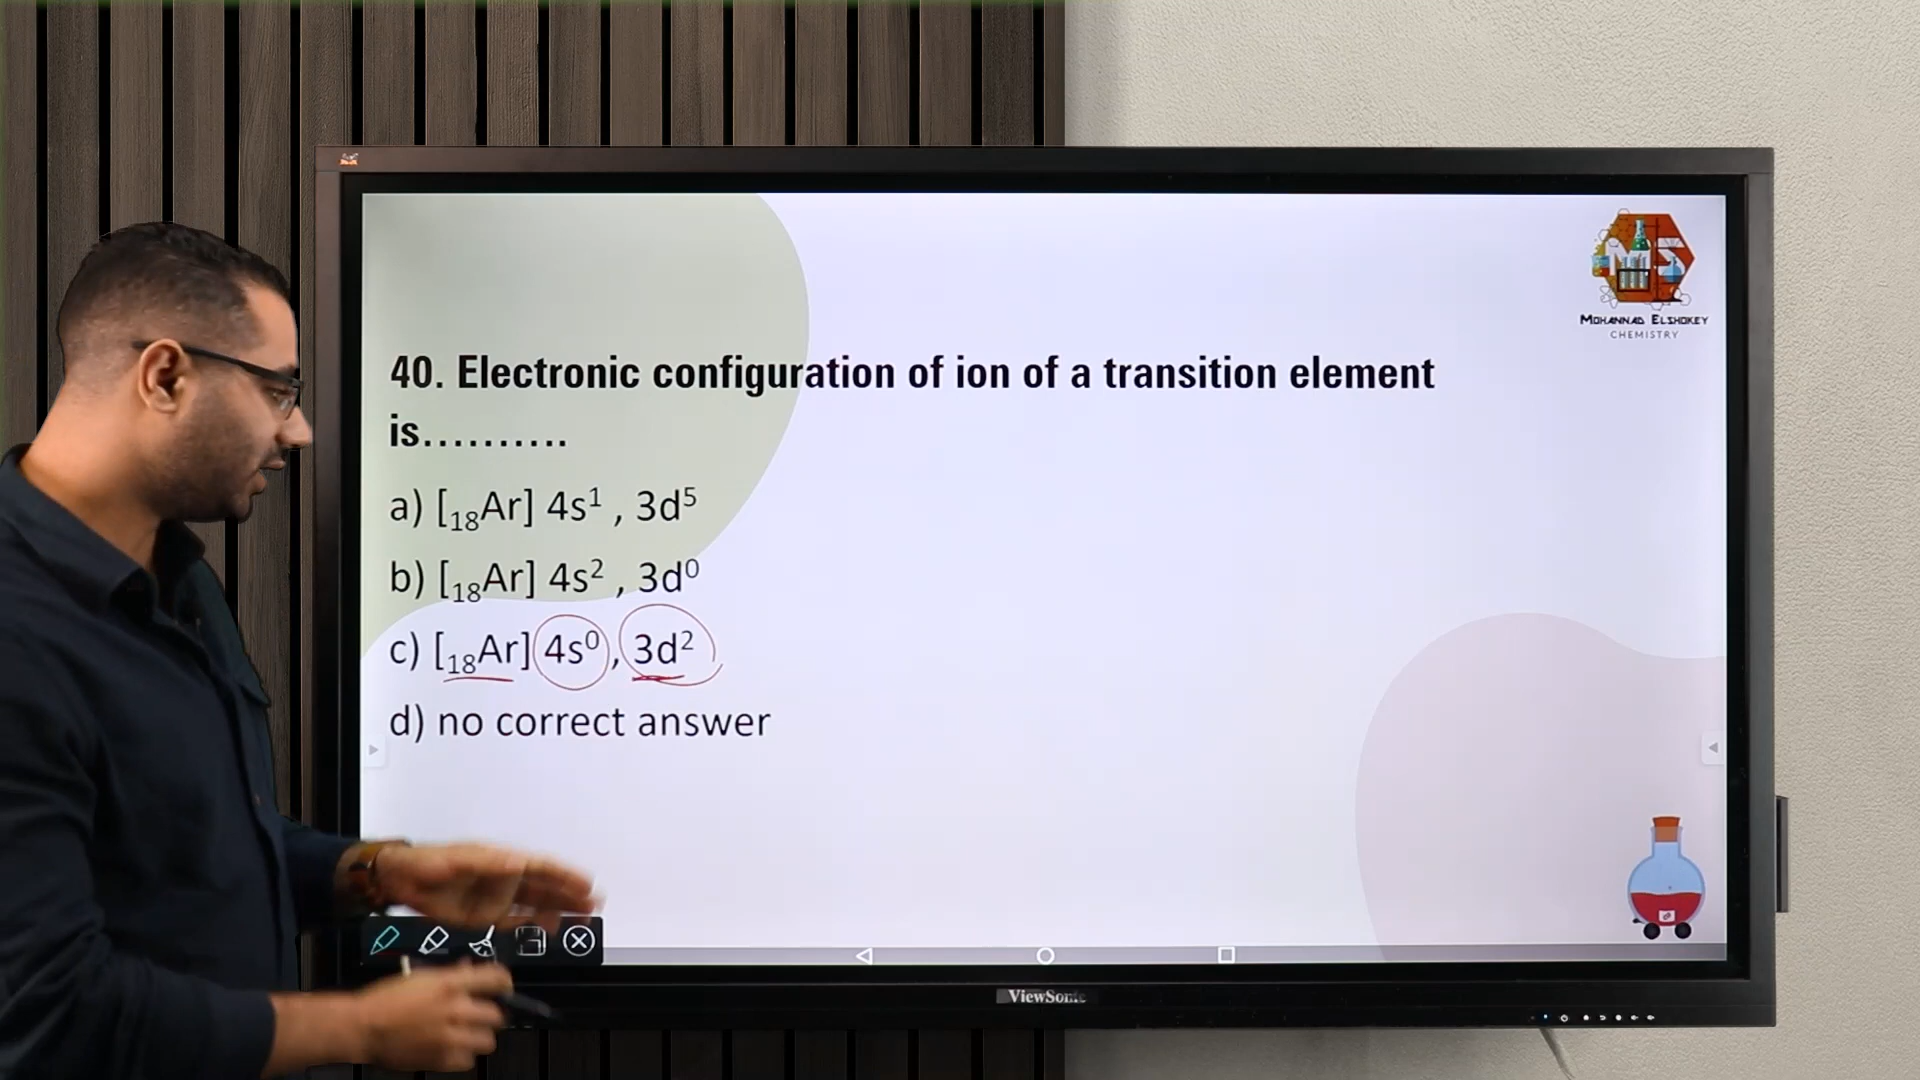 MOHANNAD ELSHOKEY
CHEMISTRY
40. Electronic configuration of ion of a transition element
is..........
a) [₁₈Ar] 4s¹ , 3d⁵
b) [₁₈Ar] 4s² , 3d⁰
c) [₁₈Ar] 4s⁰, 3d²
d) no correct answer
ViewSonic